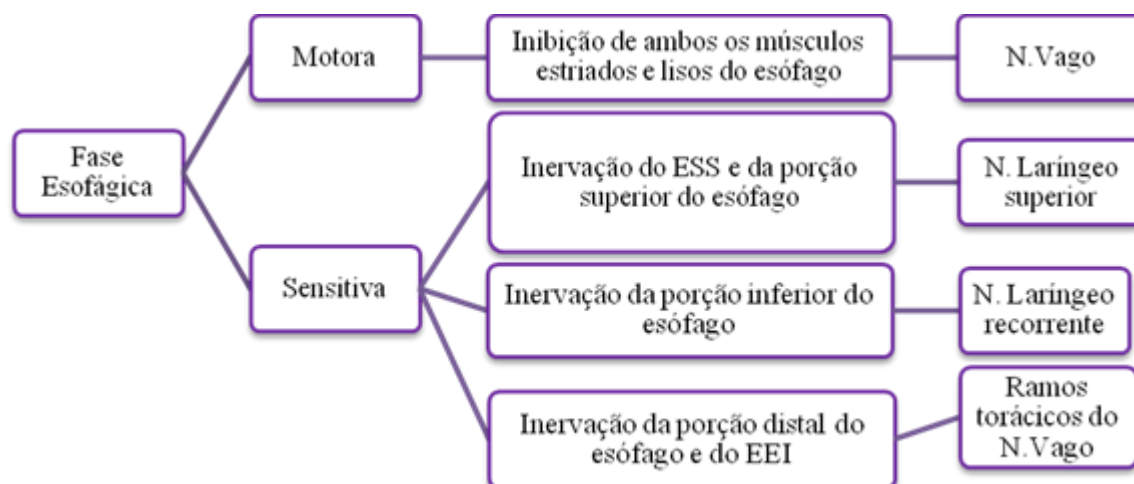 Fase
Esofágica
Motora
Inibição de ambos os músculos
estriados e lisos do esófago
N.Vago
Sensitiva
Inervação do ESS e da porção
superior do esófago
N. Laríngeo
superior
Inervação da porção inferior do
esófago
N. Laríngeo
recorrente
Inervação da porção distal do
esófago e do EEI
Ramos
torácicos do
N.Vago